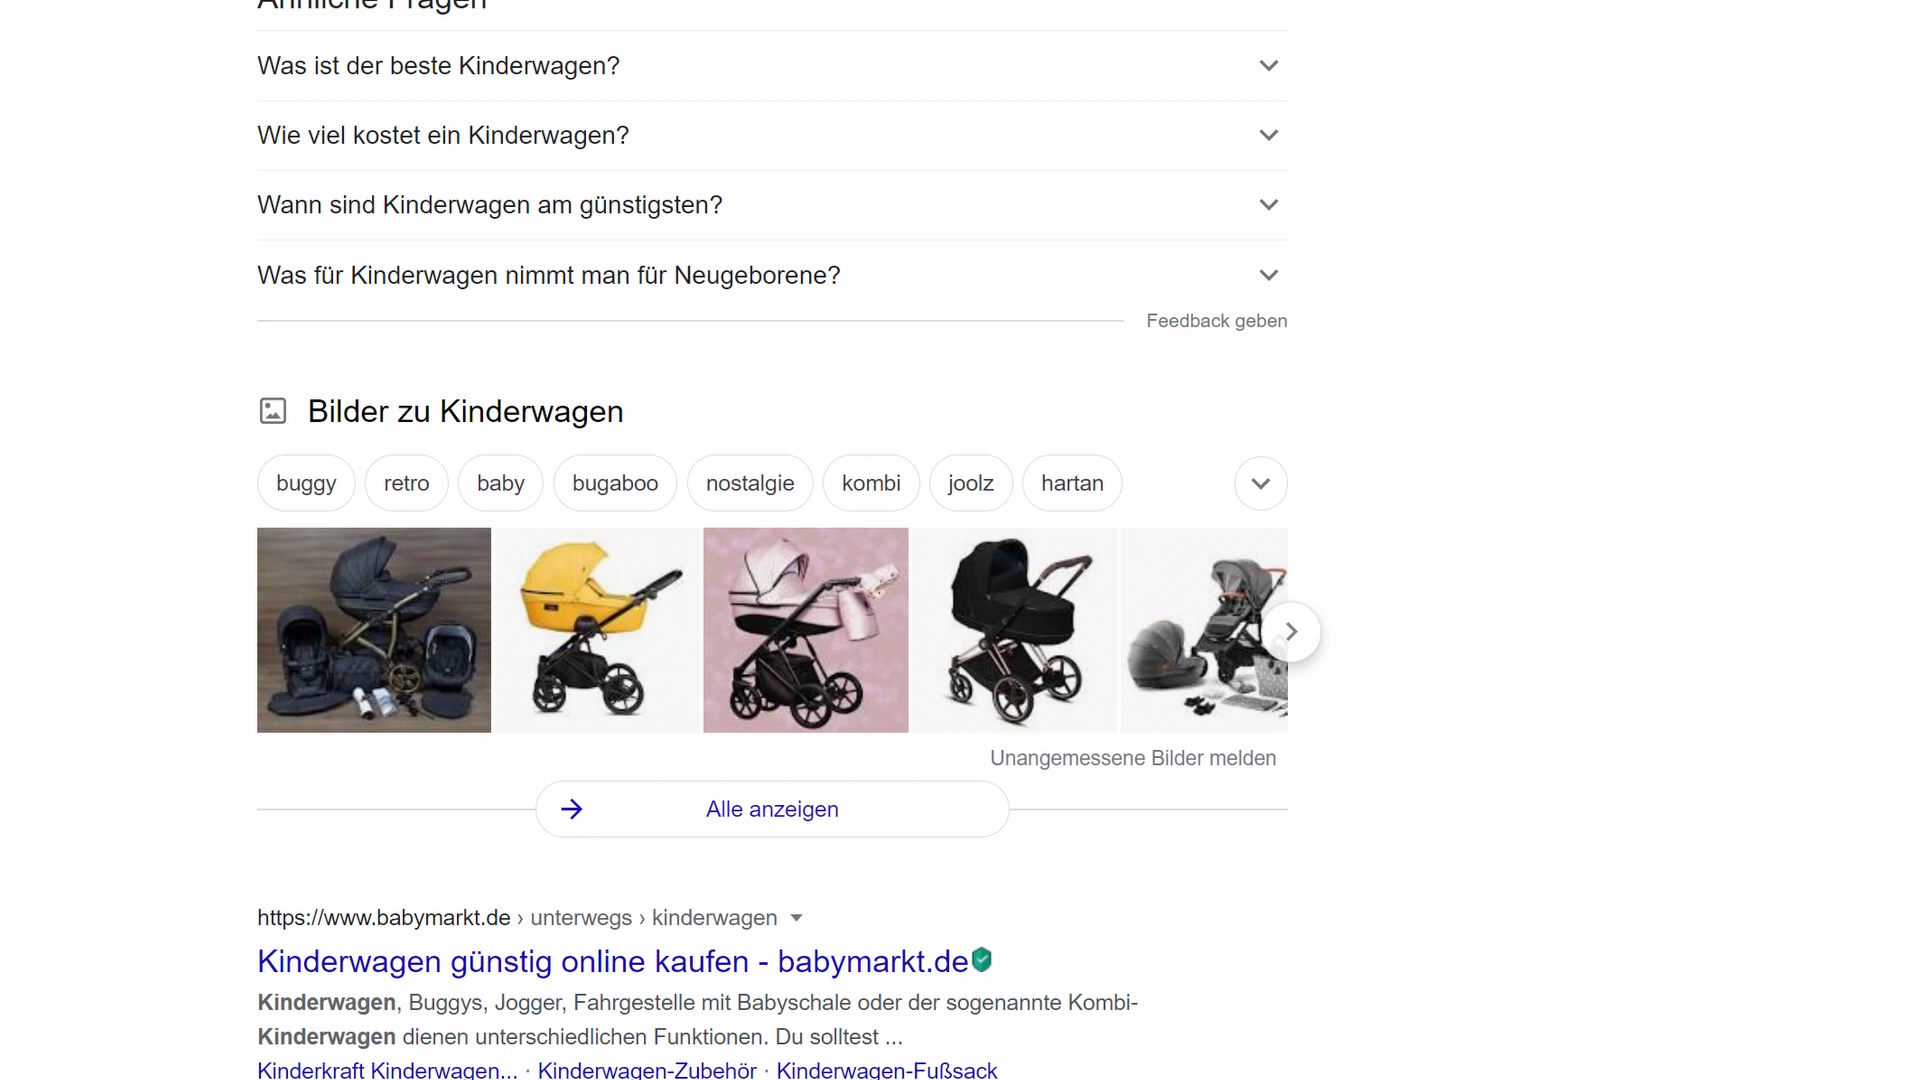 Ähnliche Fragen
Was ist der beste Kinderwagen?
Wie viel kostet ein Kinderwagen?
Wann sind Kinderwagen am günstigsten?
Was für Kinderwagen nimmt man für Neugeborene?
Feedback geben
Bilder zu Kinderwagen
buggy retro baby bugaboo nostalgie kombi joolz hartan
Unangemessene Bilder melden
Alle anzeigen
https://www.babymarkt.de › unterwegs › kinderwagen
Kinderwagen günstig online kaufen - babymarkt.de
Kinderwagen, Buggys, Jogger, Fahrgestelle mit Babyschale oder der sogenannte Kombi-
Kinderwagen dienen unterschiedlichen Funktionen. Du solltest ...
Kinderkraft Kinderwagen... · Kinderwagen-Zubehör · Kinderwagen-Fußsack